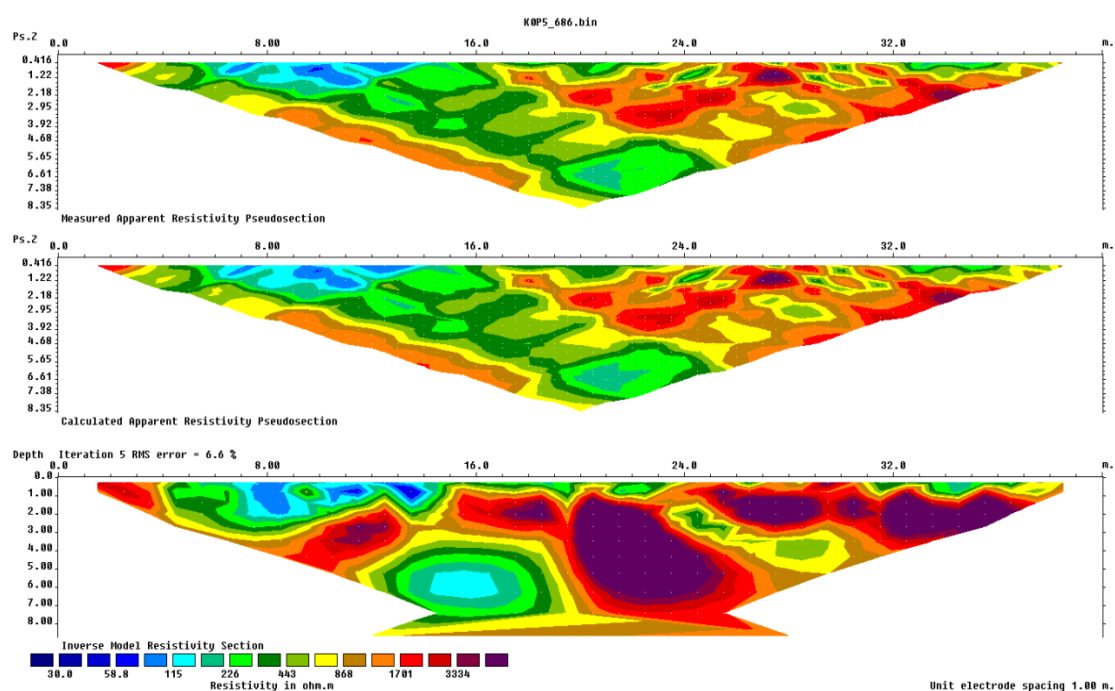 K0P5_686.bin
Ps.Z 0.0 8.00 16.0 24.0 32.0 m.
0.416
1.22
2.18
2.95
3.92
4.68
5.65
6.61
7.38
8.35
Measured Apparent Resistivity Pseudosection
Ps.Z 0.0 8.00 16.0 24.0 32.0 m.
0.416
1.22
2.18
2.95
3.92
4.68
5.65
6.61
7.38
8.35
Calculated Apparent Resistivity Pseudosection
Depth Iteration 5 RMS error = 6.6 %
0.0 8.00 16.0 24.0 32.0 m.
0.0
1.00
2.00
3.00
4.00
5.00
6.00
7.00
8.00
Inverse Model Resistivity Section
30.0 58.8 115 226 443 868 1701 3334
Resistivity in ohm.m Unit electrode spacing 1.00 m.